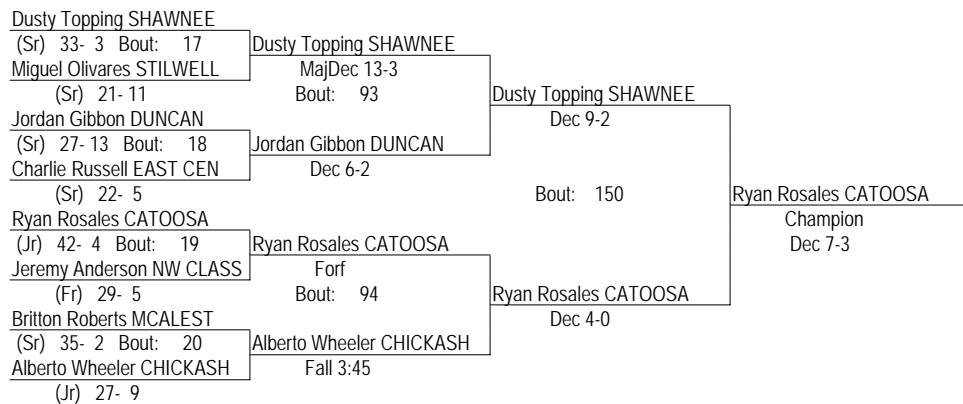 Dusty Topping SHAWNEE
(Sr) 33- 3 Bout: 17
Miguel Olivares STILWELL
(Sr) 21- 11
Jordan Gibbon DUNCAN
(Sr) 27- 13 Bout: 18
Charlie Russell EAST CEN
(Sr) 22- 5
Ryan Rosales CATOOSA
(Jr) 42- 4 Bout: 19
Jeremy Anderson NW CLASS
(Fr) 29- 5
Britton Roberts MCALEST
(Sr) 35- 2 Bout: 20
Alberto Wheeler CHICKASH
(Jr) 27- 9
Dusty Topping SHAWNEE
MajDec 13-3
Bout: 93
Jordan Gibbon DUNCAN
Dec 6-2
Ryan Rosales CATOOSA
Forf
Bout: 94
Alberto Wheeler CHICKASH
Fall 3:45
Dusty Topping SHAWNEE
Dec 9-2
Bout: 150
Ryan Rosales CATOOSA
Dec 4-0
Ryan Rosales CATOOSA
Champion
Dec 7-3